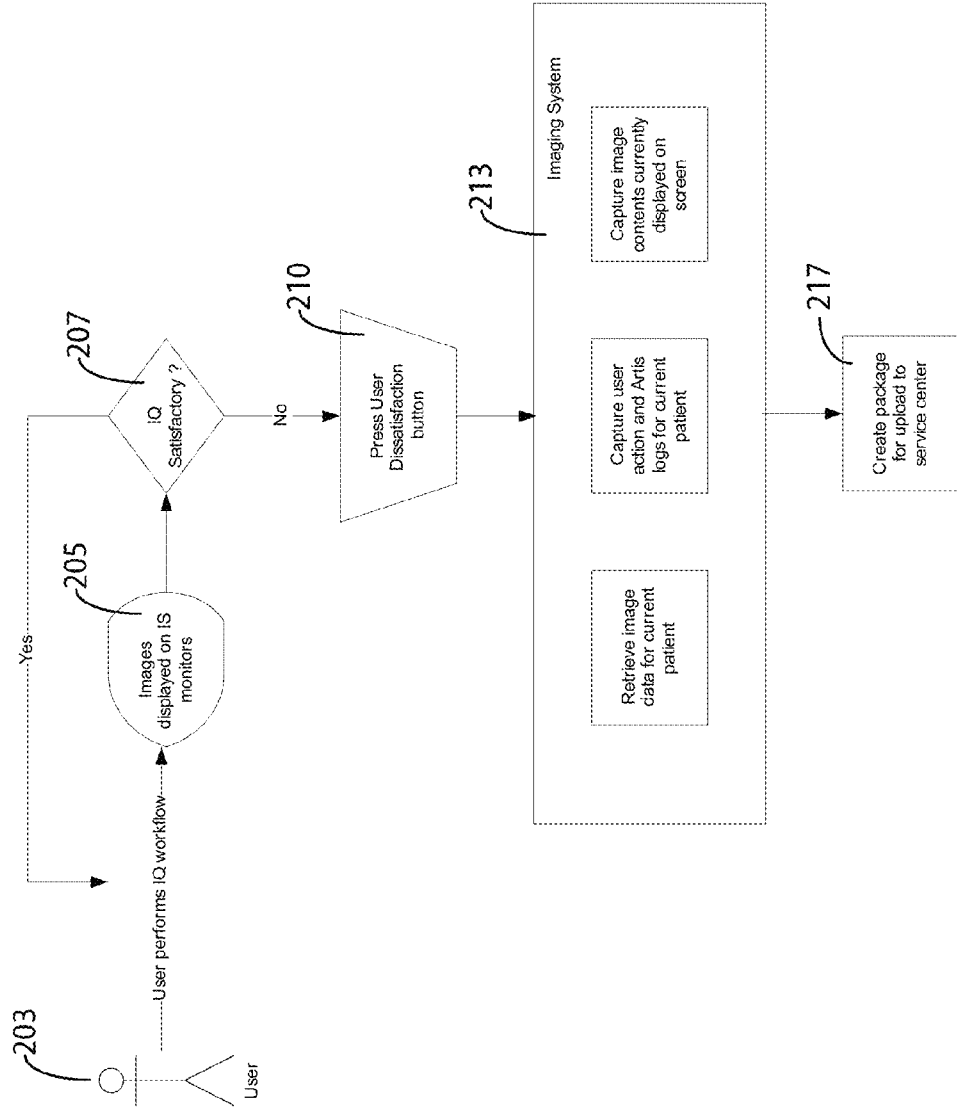 203
User
User performs IQ workflow
Yes
205
Images
displayed on IS
monitors
207
IQ
Satisfactory ?
No
210
Press User
Dissatisfaction
button
213
Imaging System
Retrieve image
data for current
patient
Capture user
action and Artis
logs for current
patient
Capture image
contents currently
displayed on
screen
217
Create package
for upload to
service center